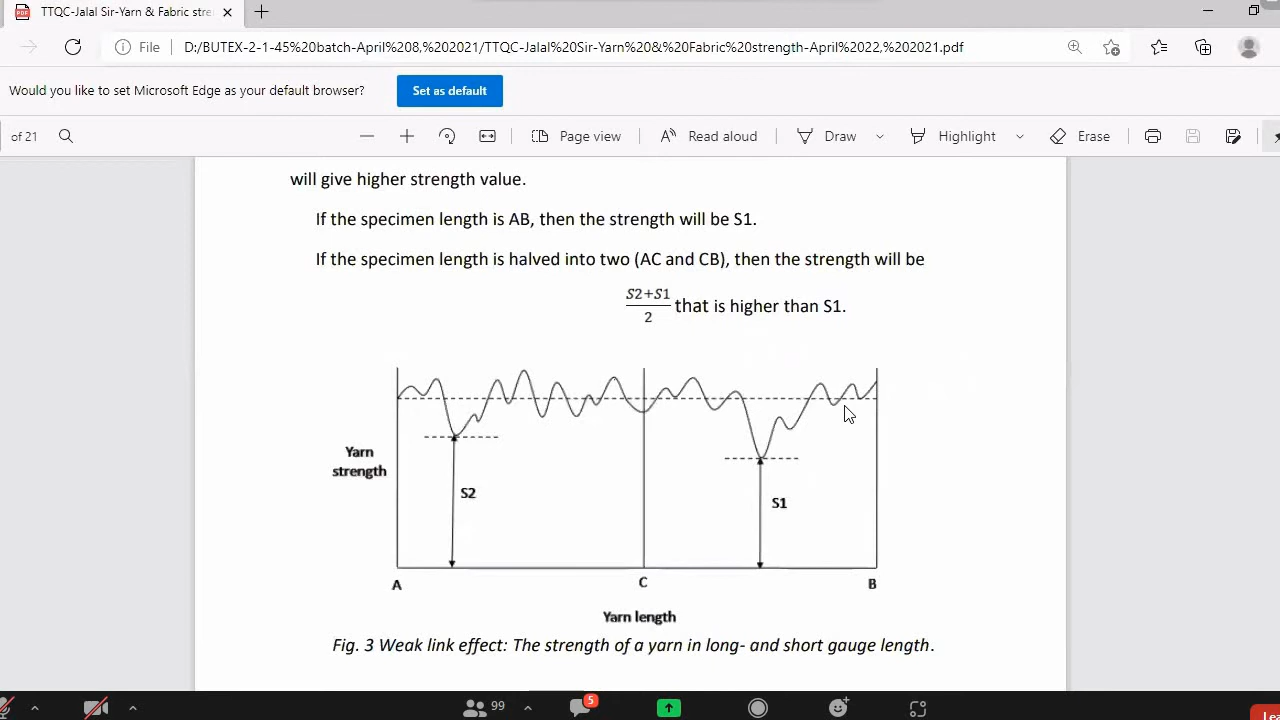 TTQC-Jalal Sir-Yarn & Fabric stre
File D:/BUTEX-2-1-45%20batch-April%208,%202021/TTQC-Jalal%20Sir-Yarn%20&%20Fabric%20strength-April%2022,%202021.pdf
Would you like to set Microsoft Edge as your default browser? Set as default
of 21 Page view Read aloud Draw Highlight Erase
will give higher strength value.
If the specimen length is AB, then the strength will be S1.
If the specimen length is halved into two (AC and CB), then the strength will be
S2+S1
2
that is higher than S1.
Yarn
strength
S2
S1
A C B
Yarn length
Fig. 3 Weak link effect: The strength of a yarn in long- and short gauge length.
99 5